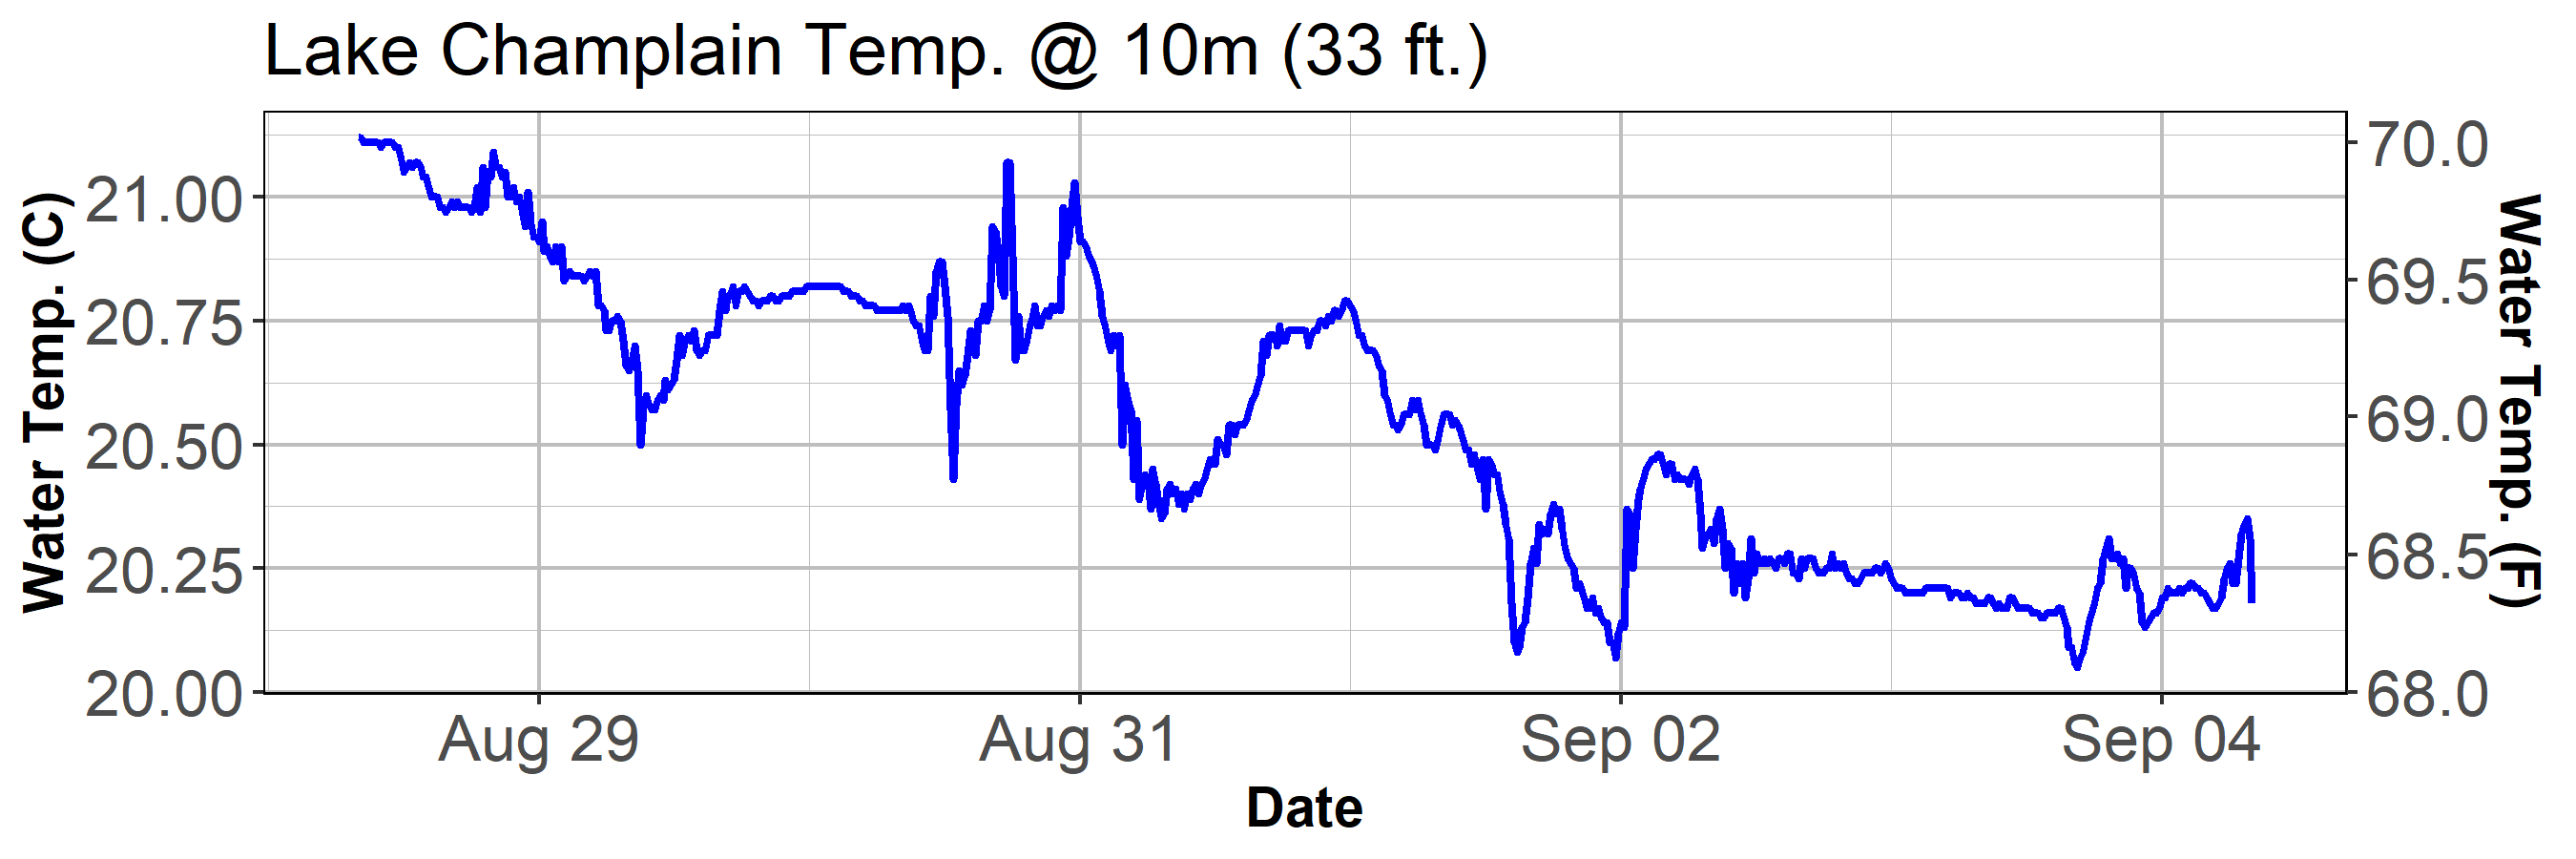 Lake Champlain Temp. @ 10m (33 ft.)
Water Temp. (C)
21.00
20.75
20.50
20.25
20.00
70.0
69.5
69.0
68.5
68.0
Water Temp. (F)
Aug 29 Aug 31 Sep 02 Sep 04
Date